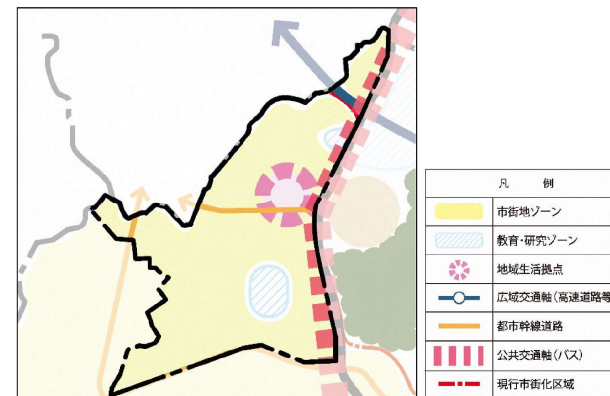 凡　例
市街地ゾーン
教育・研究ゾーン
地域生活拠点
広域交通軸（高速道路等
都市幹線道路
公共交通軸（バス）
現行市街化区域